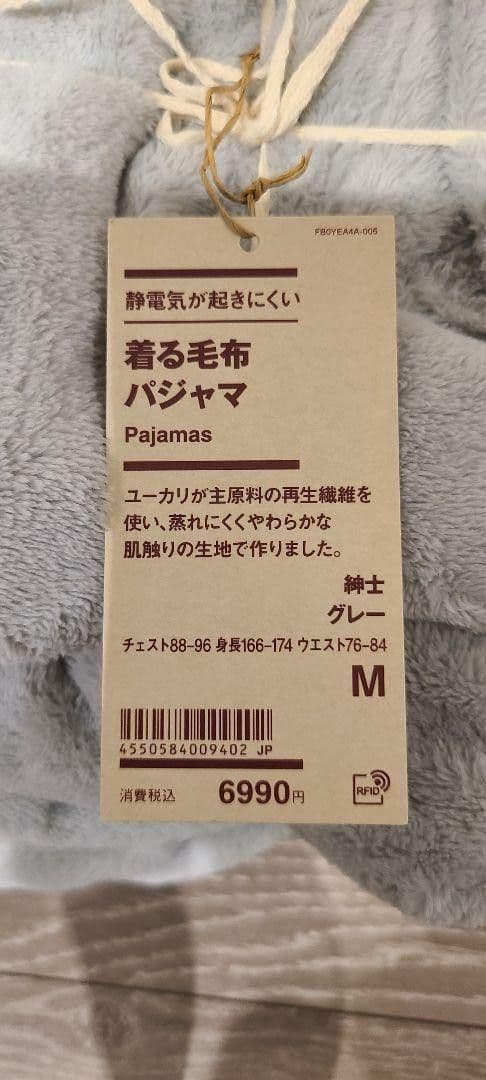 FB0YEA4A-006
静電気が起きにくい
着る毛布
パジャマ
Pajamas
ユーカリが主原料の再生繊維を
使い、蒸れにくくやわらかな
肌触りの生地で作りました。
紳士
グレー
チェスト88-96 身長166-174 ウエスト76-84
M
4550584009402 JP
消費税込 6990円
RFID